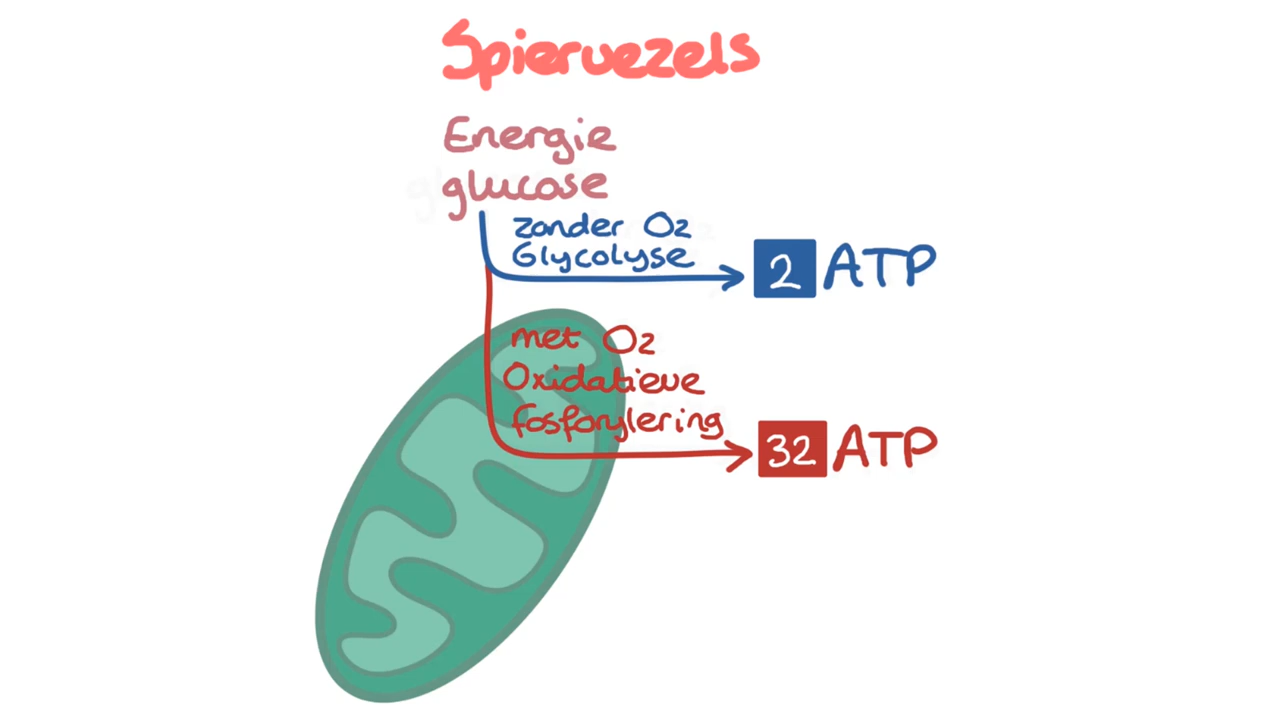 Spiervezels
Energie
glucose
zonder O2
Glycolyse
2 ATP
met O2
Oxidatieve
fosforylering
32 ATP